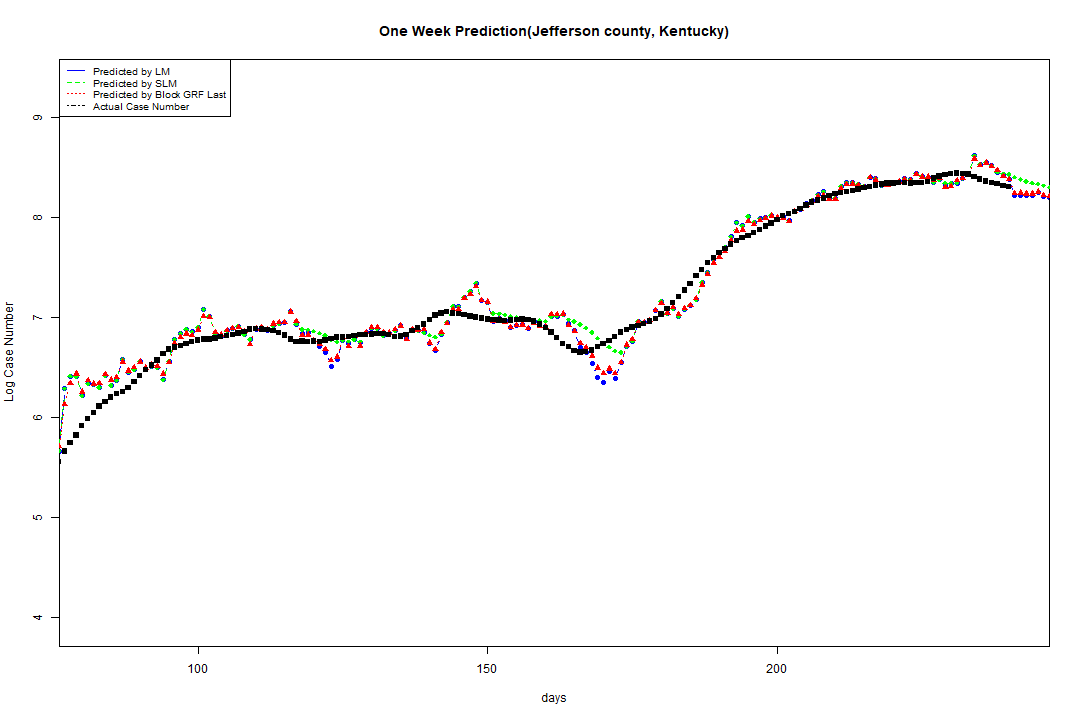 One Week Prediction(Jefferson county, Kentucky)
Predicted by LM
Predicted by SLM
Predicted by Block GRF Last
Actual Case Number
9
8
7
6
5
4
Log Case Number
100 150 200
days